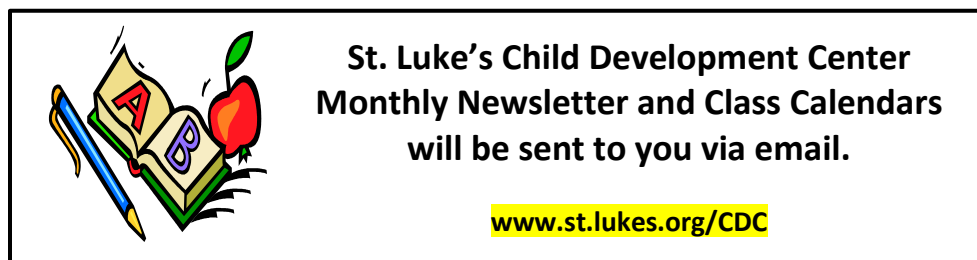 A
B
St. Luke’s Child Development Center
Monthly Newsletter and Class Calendars
will be sent to you via email.
www.st.lukes.org/CDC